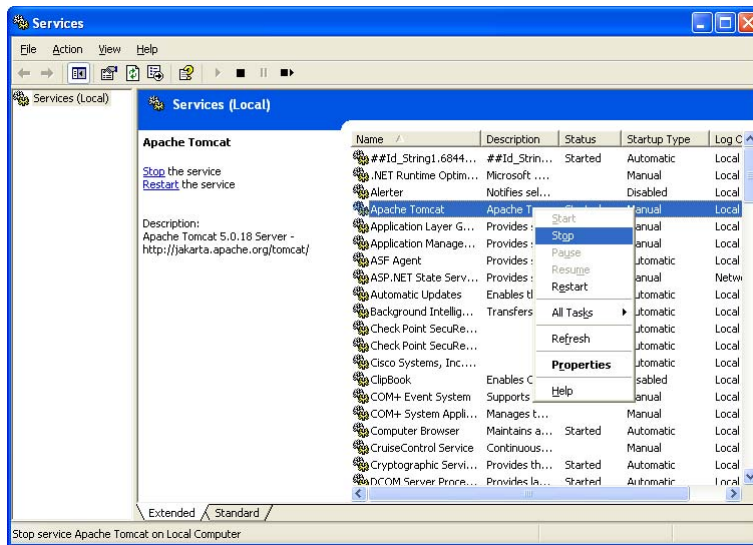 Services
File Action View Help
Services (Local)
Services (Local)
Apache Tomcat
Stop the service
Restart the service
Description:
Apache Tomcat 5.0.18 Server -
http://jakarta.apache.org/tomcat/
Name Description Status Startup Type Log O
##Id_String1.6844... ##Id_Strin... Started Automatic Local
.NET Runtime Optim... Microsoft .... Manual Local
Alerter Notifies sel... Disabled Local
Apache Tomcat Apache T Manual Local
Application Layer G... Provides anual Local
Application Manage... Provides anual Local
ASF Agent Provides utomatic Local
ASP.NET State Serv... Provides anual Netwo
Automatic Updates Enables utomatic Local
Background Intellig... Transfers utomatic Local
Check Point SecuRe... utomatic Local
Check Point SecuRe... utomatic Local
Cisco Systems, Inc.... utomatic Local
ClipBook Enables C sabled Local
COM+ Event System Supports anual Local
COM+ System Appli... Manages t... Manual Local
Computer Browser Maintains a... Started Automatic Local
CruiseControl Service Continuous... Manual Local
Cryptographic Servi... Provides th... Started Automatic Local
DCOM Server Proce... Provides la... Started Automatic Local
Start
Stop
Pause
Resume
Restart
All Tasks
Refresh
Properties
Help
Extended Standard
Stop service Apache Tomcat on Local Computer